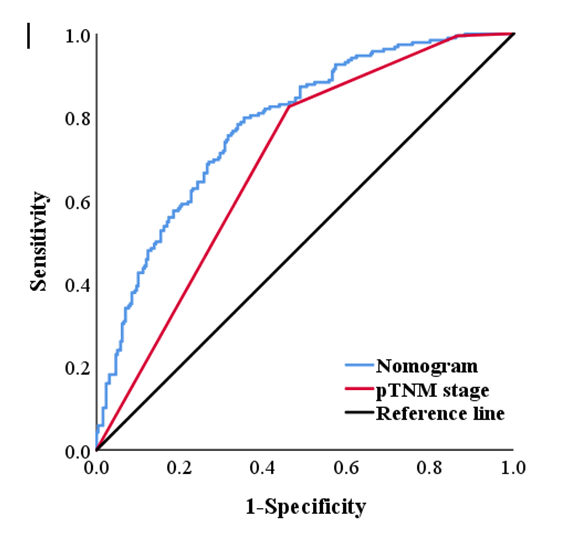 I
1.0
0.8
0.6
0.4
0.2
0.0
Sensitivity
Nomogram
pTNM stage
Reference line
0.0 0.2 0.4 0.6 0.8 1.0
1-Specificity